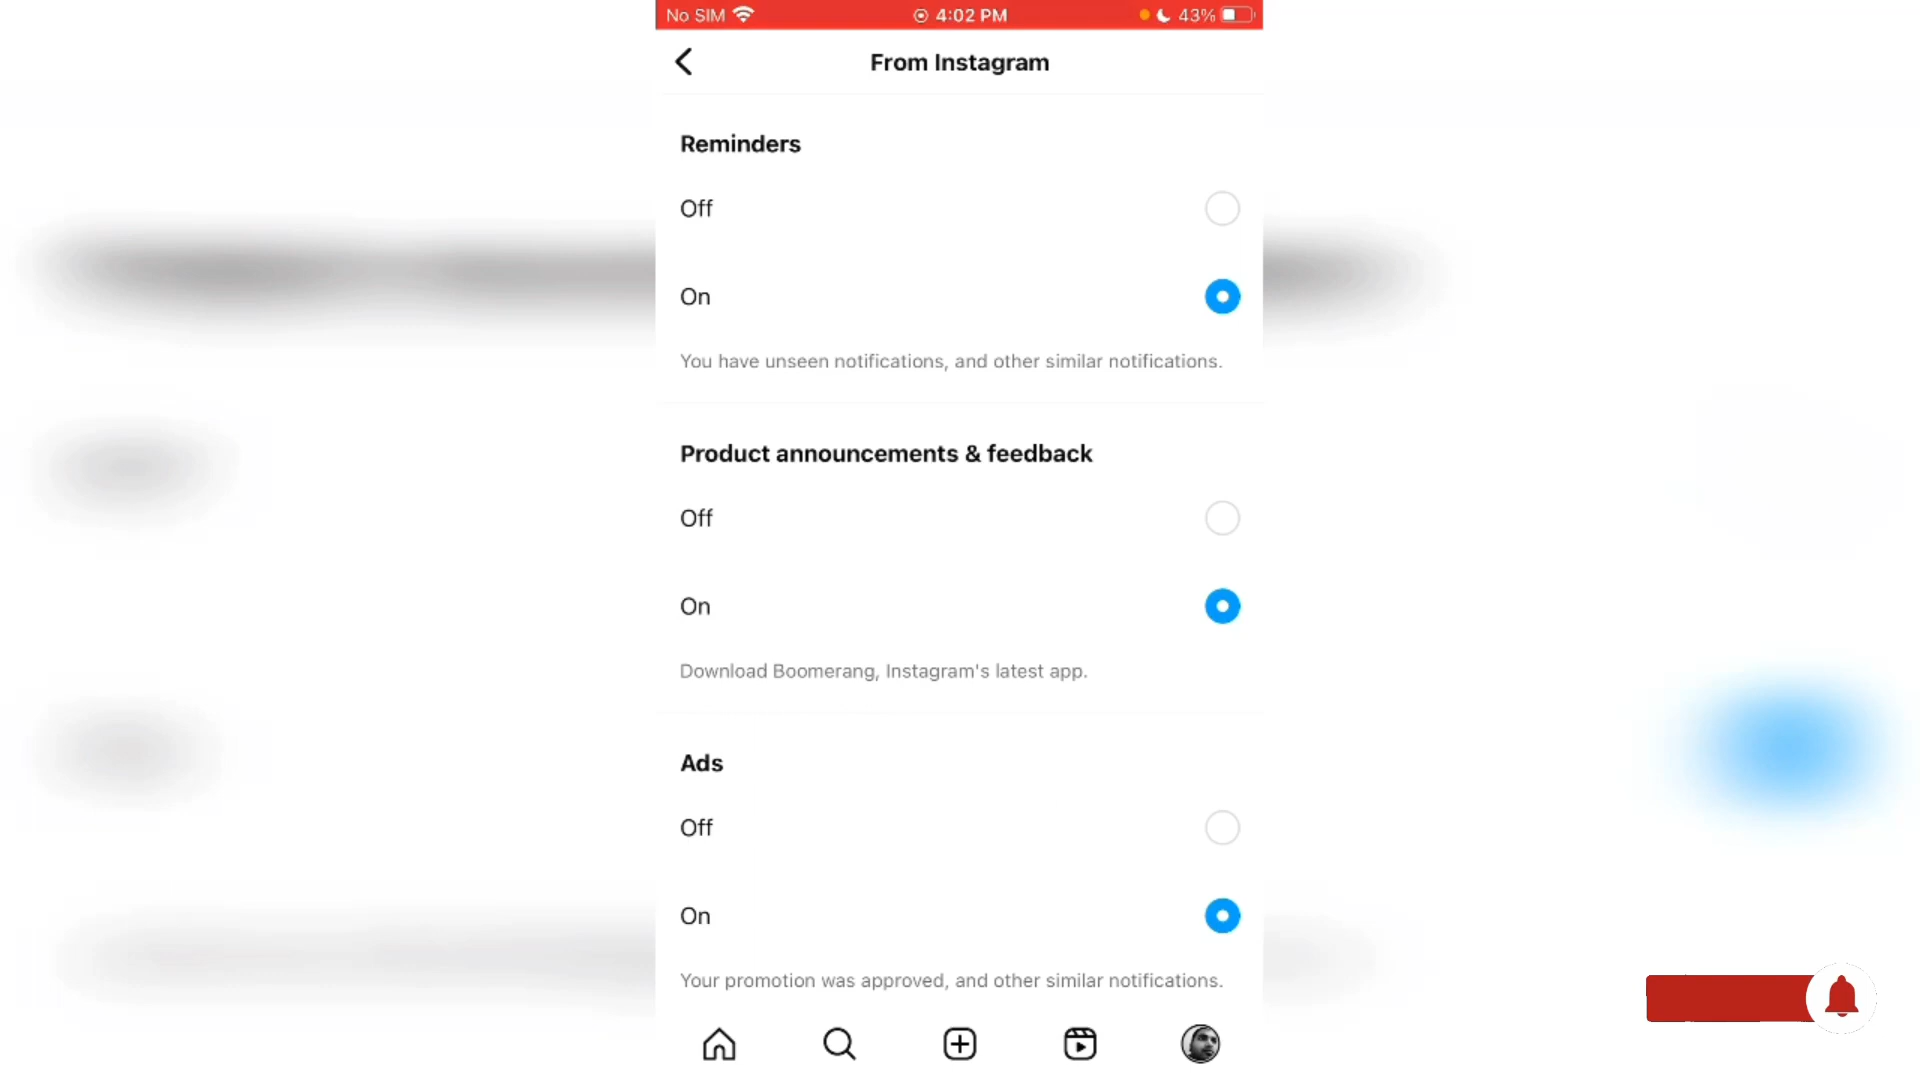 No SIM 4:02 PM 43%
From Instagram
Reminders
Off
On
You have unseen notifications, and other similar notifications.
Product announcements & feedback
Off
On
Download Boomerang, Instagram's latest app.
Ads
Off
On
Your promotion was approved, and other similar notifications.